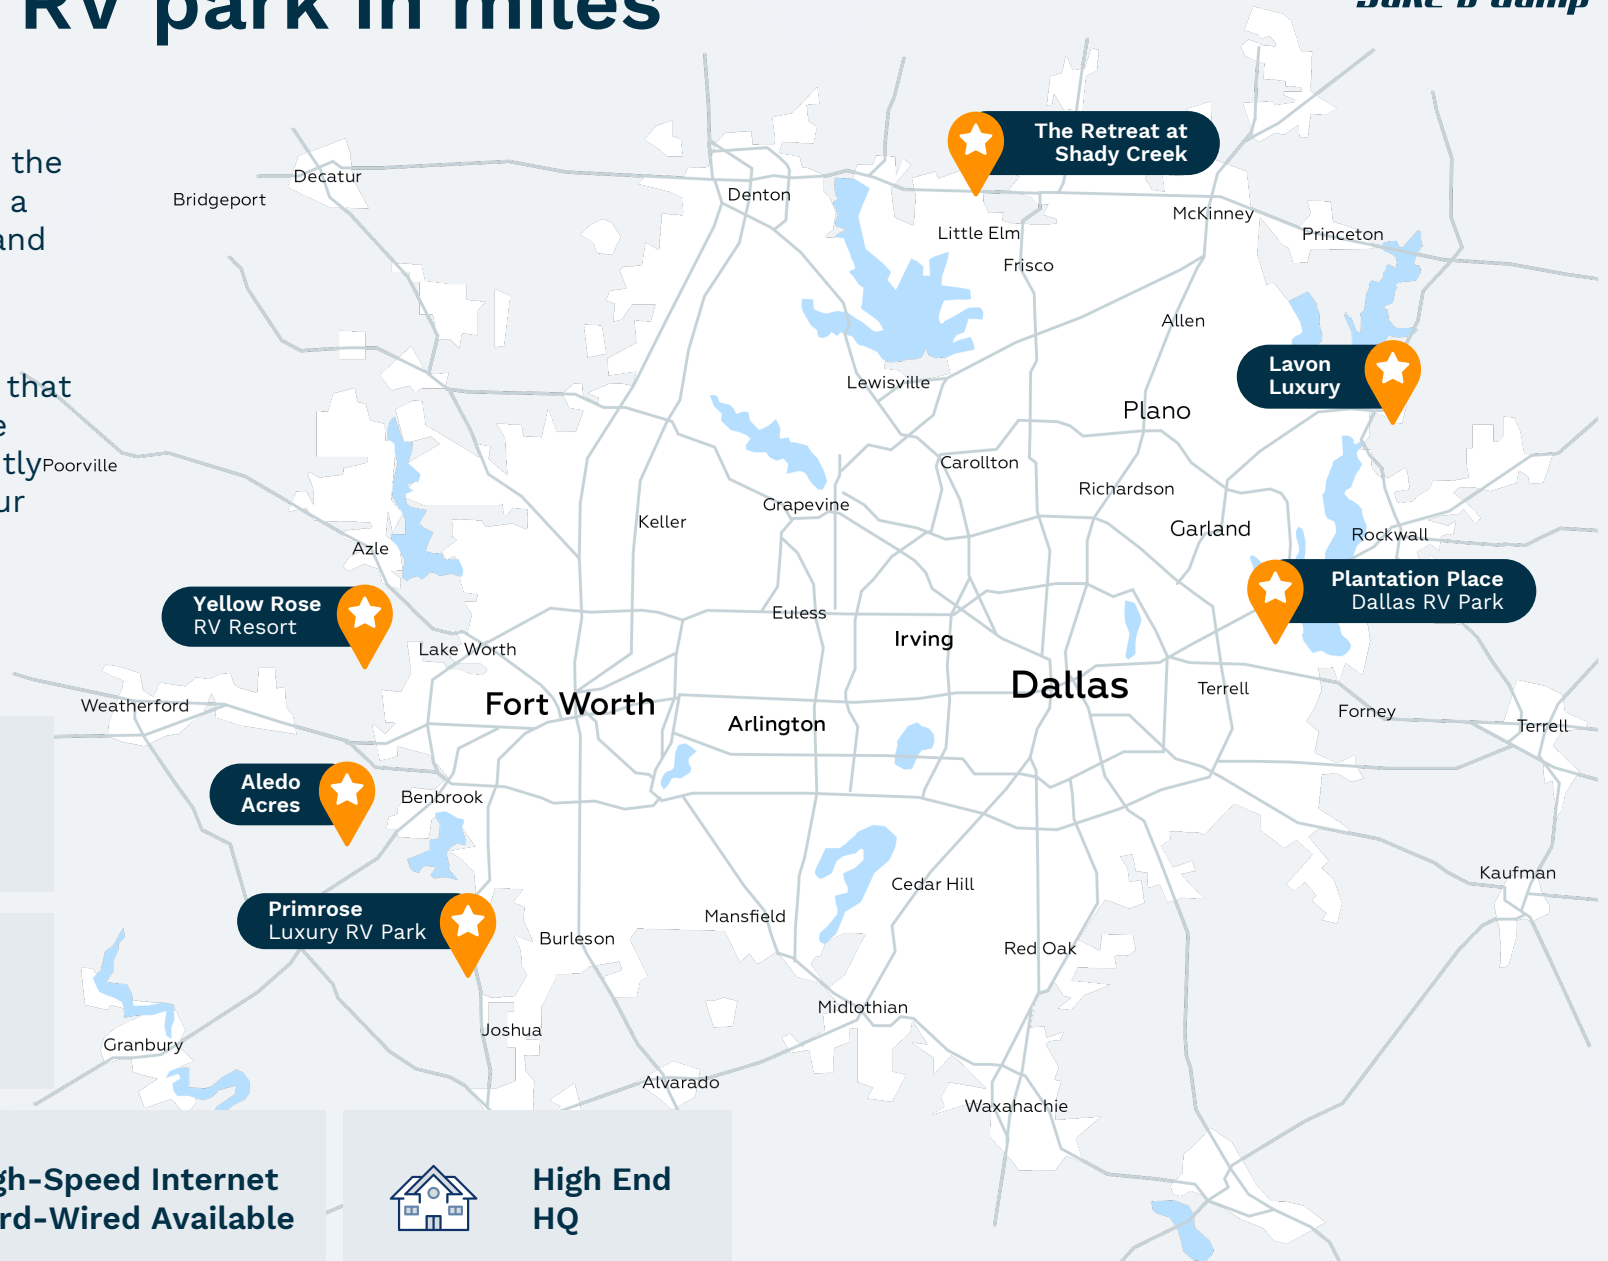 RV park in miles
the
a
and
that
tly
ur
The Retreat at
Shady Creek
Decatur
Bridgeport
Denton
McKinney
Little Elm
Princeton
Frisco
Allen
Lavon
Luxury
Lewisville
Plano
Poorville
Carollton
Richardson
Grapevine
Keller
Garland
Rockwall
Azle
Plantation Place
Dallas RV Park
Yellow Rose
RV Resort
Euless
Irving
Lake Worth
Dallas
Terrell
Fort Worth
Weatherford
Arlington
Forney
Terrell
Aledo
Acres
Benbrook
Kaufman
Cedar Hill
Primrose
Luxury RV Park
Mansfield
Burleson
Red Oak
Midlothian
Joshua
Granbury
Alvarado
Waxahachie
gh-Speed Internet
rd-Wired Available
High End
HQ